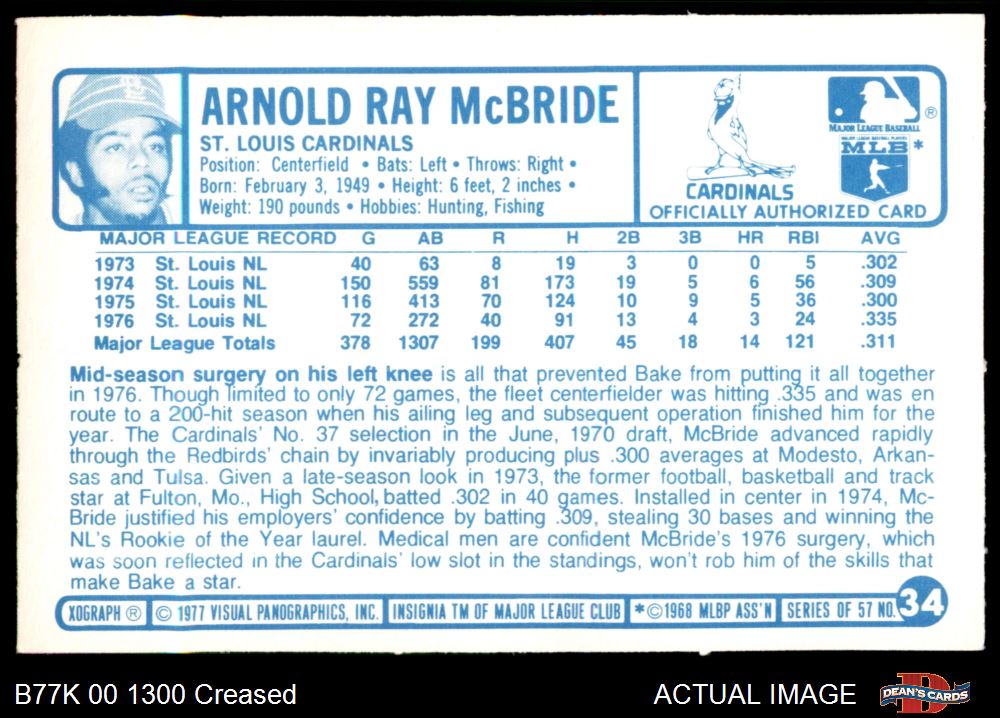 ARNOLD RAY McBRIDE
ST. LOUIS CARDINALS
Position: Centerfield • Bats: Left • Throws: Right •
Born: February 3, 1949 • Height: 6 feet, 2 inches •
Weight: 190 pounds • Hobbies: Hunting, Fishing
CARDINALS
OFFICIALLY AUTHORIZED CARD
®
MAJOR LEAGUE BASEBALL
MAJOR LEAGUE BASEBALL PLAYERS
MLB *
MAJOR LEAGUE RECORD G AB R H 2B 3B HR RBI AVG
1973 St. Louis NL 40 63 8 19 3 0 0 5 .302
1974 St. Louis NL 150 559 81 173 19 5 6 56 .309
1975 St. Louis NL 116 413 70 124 10 9 5 36 .300
1976 St. Louis NL 72 272 40 91 13 4 3 24 .335
Major League Totals 378 1307 199 407 45 18 14 121 .311
Mid-season surgery on his left knee is all that prevented Bake from putting it all together
in 1976. Though limited to only 72 games, the fleet centerfielder was hitting .335 and was en
route to a 200-hit season when his ailing leg and subsequent operation finished him for the
year. The Cardinals' No. 37 selection in the June, 1970 draft, McBride advanced rapidly
through the Redbirds' chain by invariably producing plus .300 averages at Modesto, Arkan-
sas and Tulsa. Given a late-season look in 1973, the former football, basketball and track
star at Fulton, Mo., High School, batted .302 in 40 games. Installed in center in 1974, Mc-
Bride justified his employers' confidence by batting .309, stealing 30 bases and winning the
NL's Rookie of the Year laurel. Medical men are confident McBride's 1976 surgery, which
was soon reflected in the Cardinals' low slot in the standings, won't rob him of the skills that
make Bake a star.
XOGRAPH ® © 1977 VISUAL PANOGRAPHICS, INC. INSIGNIA TM OF MAJOR LEAGUE CLUB *©1968 MLBP ASS'N SERIES OF 57 NO. 34
B77K 00 1300 Creased
ACTUAL IMAGE
DEAN'S CARDS